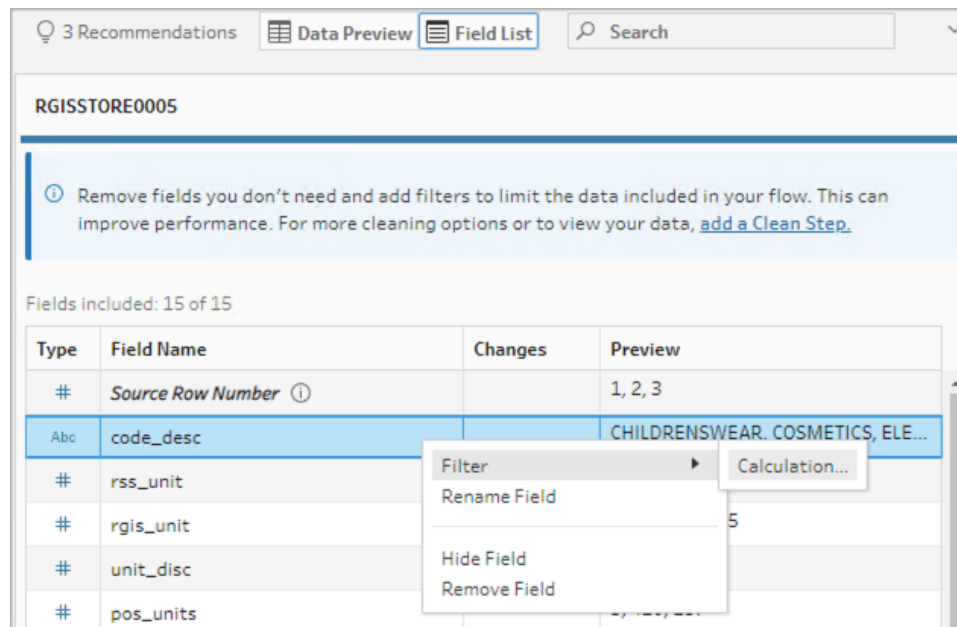 3 Recommendations Data Preview Field List Search
RGISSTORE0005
Remove fields you don't need and add filters to limit the data included in your flow. This can
improve performance. For more cleaning options or to view your data, add a Clean Step.
Fields included: 15 of 15
Type Field Name Changes Preview
# Source Row Number 1, 2, 3
Abc code_desc CHILDRENSWEAR, COSMETICS, ELE...
Filter Calculation...
# rss_unit
Rename Field
# rgis_unit 5
Hide Field
# unit_disc
Remove Field
# pos_units